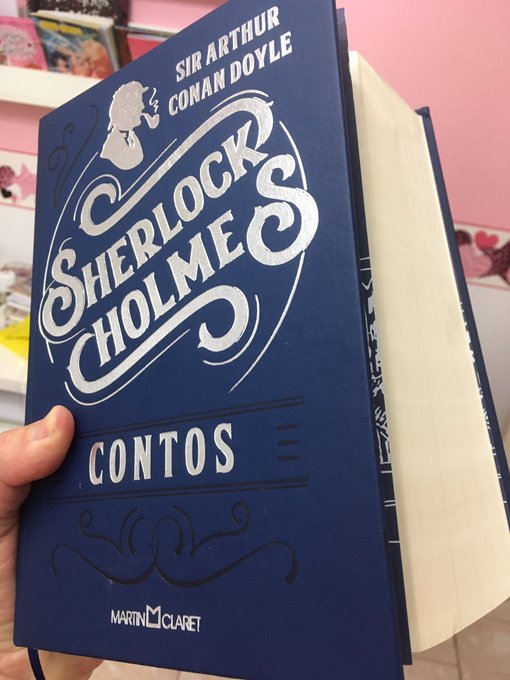 SIR ARTHUR
CONAN DOYLE
SHERLOCK
HOLMES
CONTOS
MARTIN CLARET